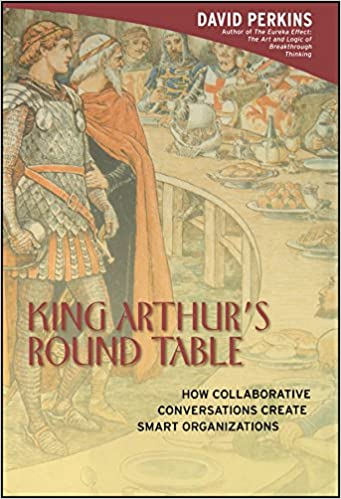 DAVID PERKINS
Author of The Eureka Effect:
The Art and Logic of
Breakthrough
Thinking
KING ARTHUR'S
ROUND TABLE
HOW COLLABORATIVE
CONVERSATIONS CREATE
SMART ORGANIZATIONS